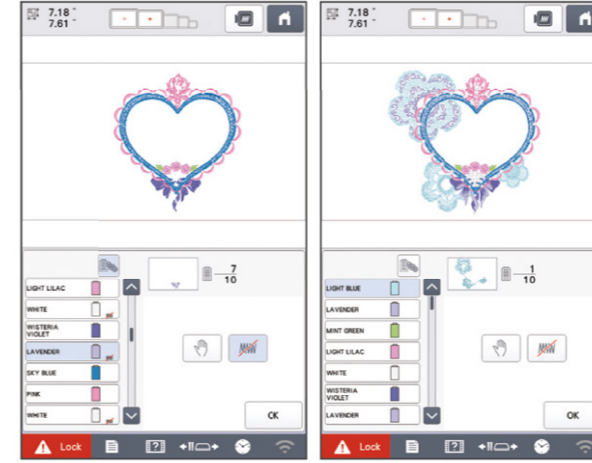 7.18 "
7.61 "
7
10
LIGHT LILAC
WHITE
WISTERIA
VIOLET
LAVENDER
SKY BLUE
PINK
WHITE
OK
Lock
7.18 "
7.61 "
1
10
LIGHT BLUE
LAVENDER
MINT GREEN
LIGHT LILAC
WHITE
WISTERIA
VIOLET
LAVENDER
OK
Lock